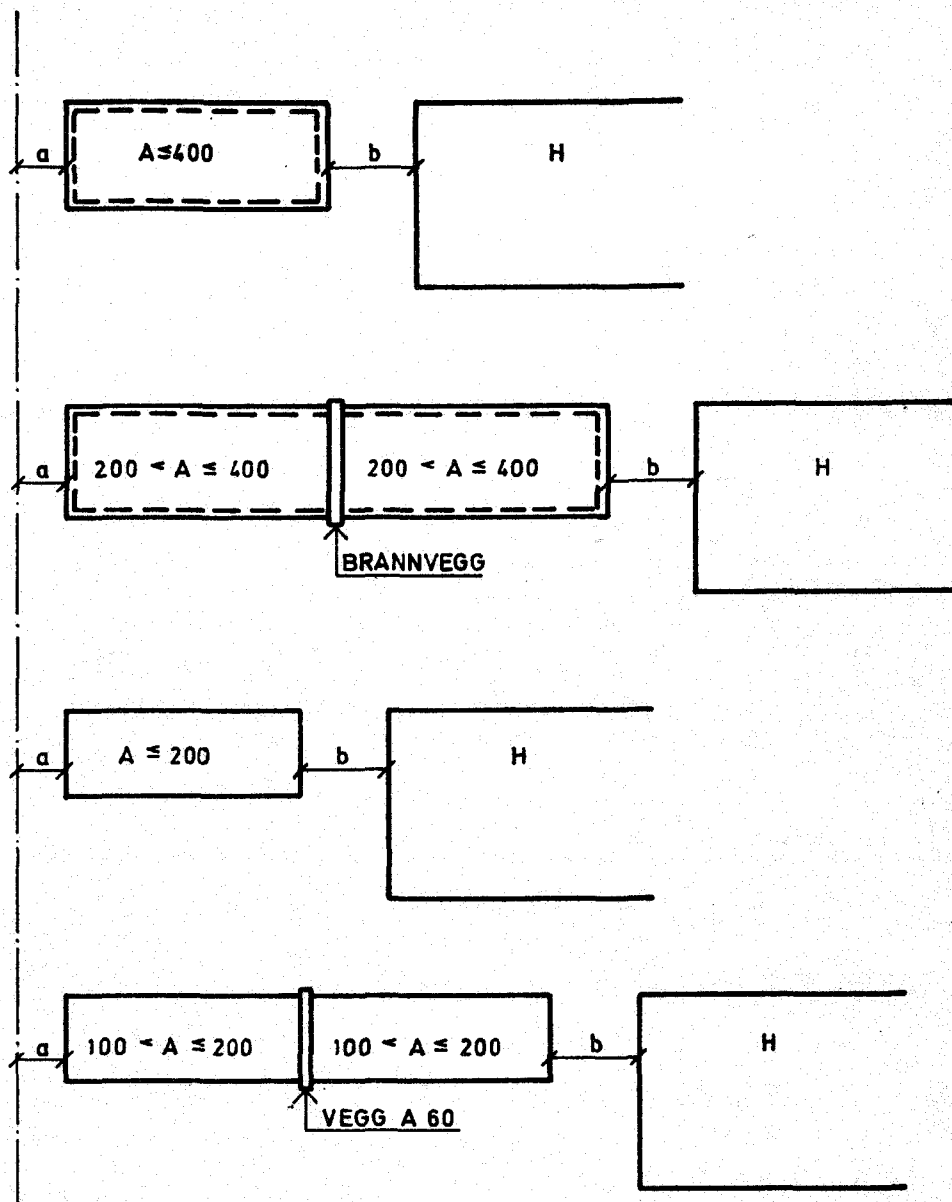 a A≤400 b H
a 200 < A ≤ 400 200 < A ≤ 400 b H
BRANNVEGG
a A ≤ 200 b H
a 100 < A ≤ 200 100 < A ≤ 200 b H
VEGG A 60